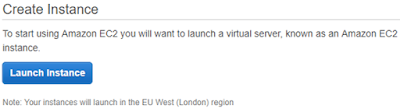 Create Instance
To start using Amazon EC2 you will want to launch a virtual server, known as an Amazon EC2
instance.
Launch Instance
Note: Your instances will launch in the EU West (London) region